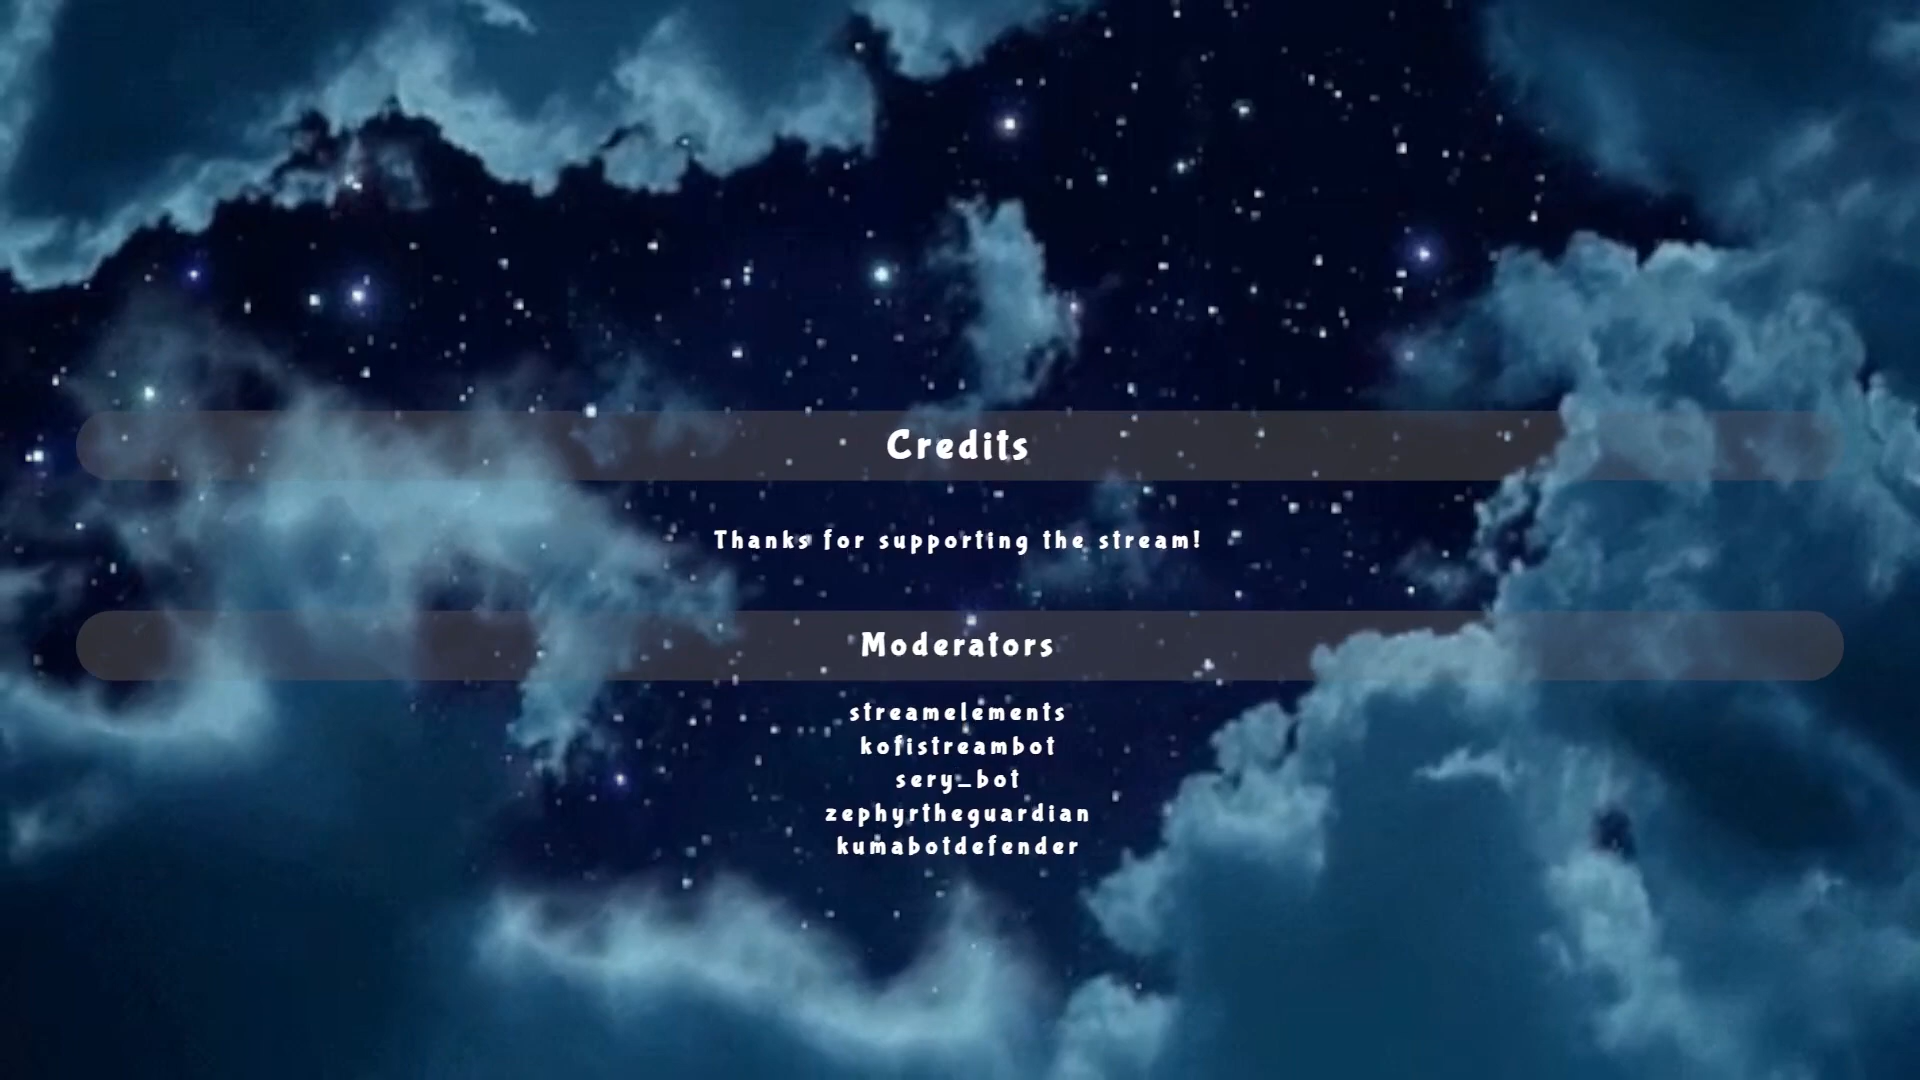 Credits
Thanks for supporting the stream!
Moderators
streamelements
kofistreambot
sery_bot
zephyrtheguardian
kumabotdefender